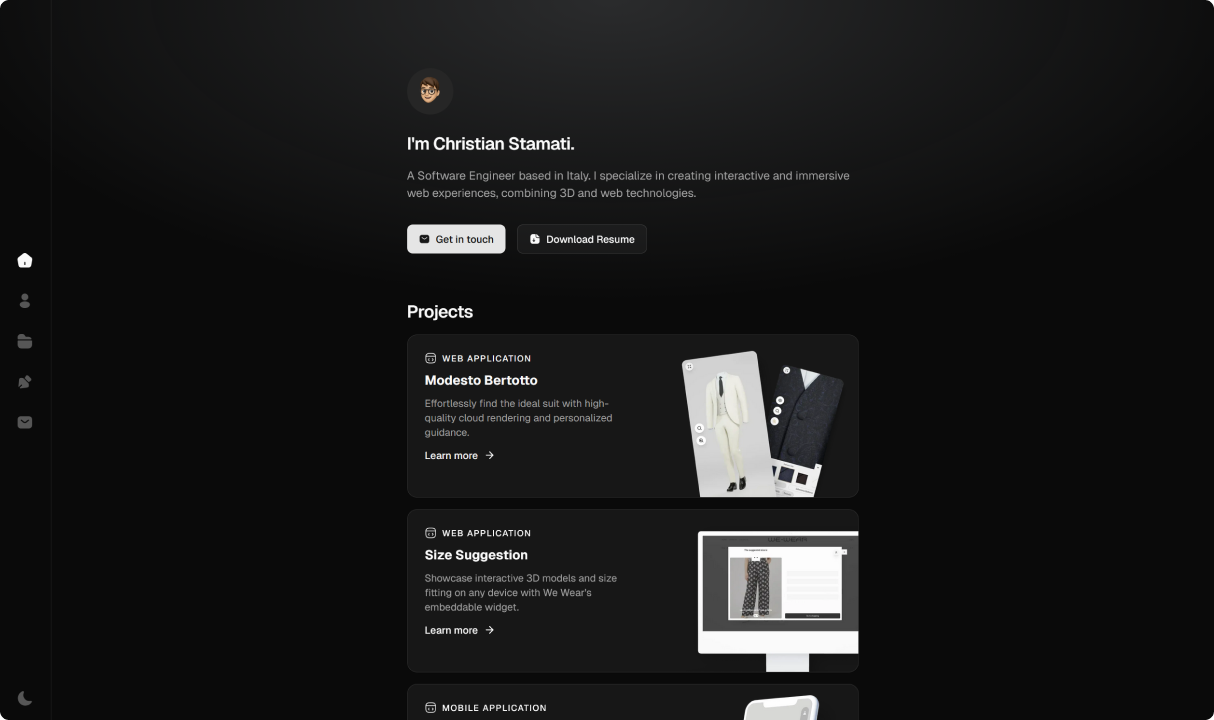 I'm Christian Stamati.
A Software Engineer based in Italy. I specialize in creating interactive and immersive
web experiences, combining 3D and web technologies.
Get in touch
Download Resume
Projects
WEB APPLICATION
Modesto Bertotto
Effortlessly find the ideal suit with high-
quality cloud rendering and personalized
guidance.
Learn more
WEB APPLICATION
Size Suggestion
Showcase interactive 3D models and size
fitting on any device with We Wear's
embeddable widget.
Learn more
MOBILE APPLICATION